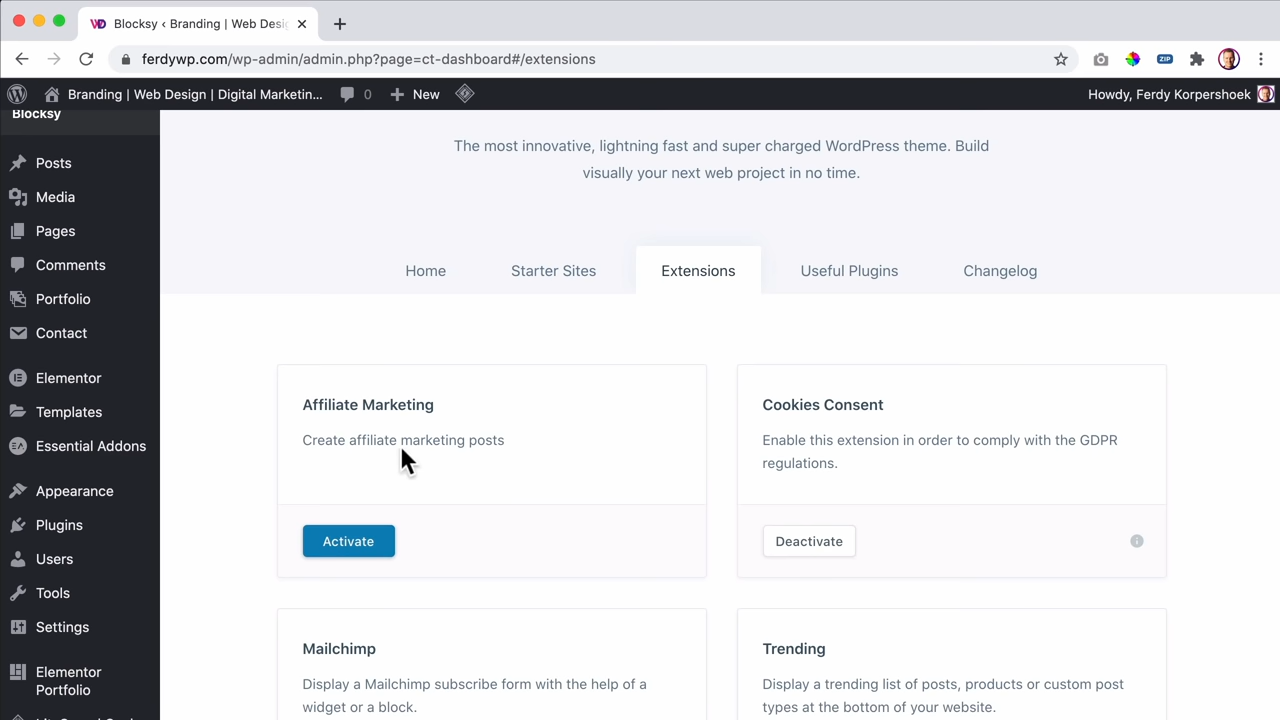 Blocksy ‹ Branding | Web Desi
ferdywp.com/wp-admin/admin.php?page=ct-dashboard#/extensions
ZIP
Branding | Web Design | Digital Marketin...
0
New
Howdy, Ferdy Korpershoek
Blocksy
Posts
Media
Pages
Comments
Portfolio
Contact
Elementor
Templates
Essential Addons
Appearance
Plugins
Users
Tools
Settings
Elementor
Portfolio
The most innovative, lightning fast and super charged WordPress theme. Build
visually your next web project in no time.
Home
Starter Sites
Extensions
Useful Plugins
Changelog
Affiliate Marketing
Create affiliate marketing posts
Activate
Cookies Consent
Enable this extension in order to comply with the GDPR
regulations.
Deactivate
Mailchimp
Display a Mailchimp subscribe form with the help of a
widget or a block.
Trending
Display a trending list of posts, products or custom post
types at the bottom of your website.